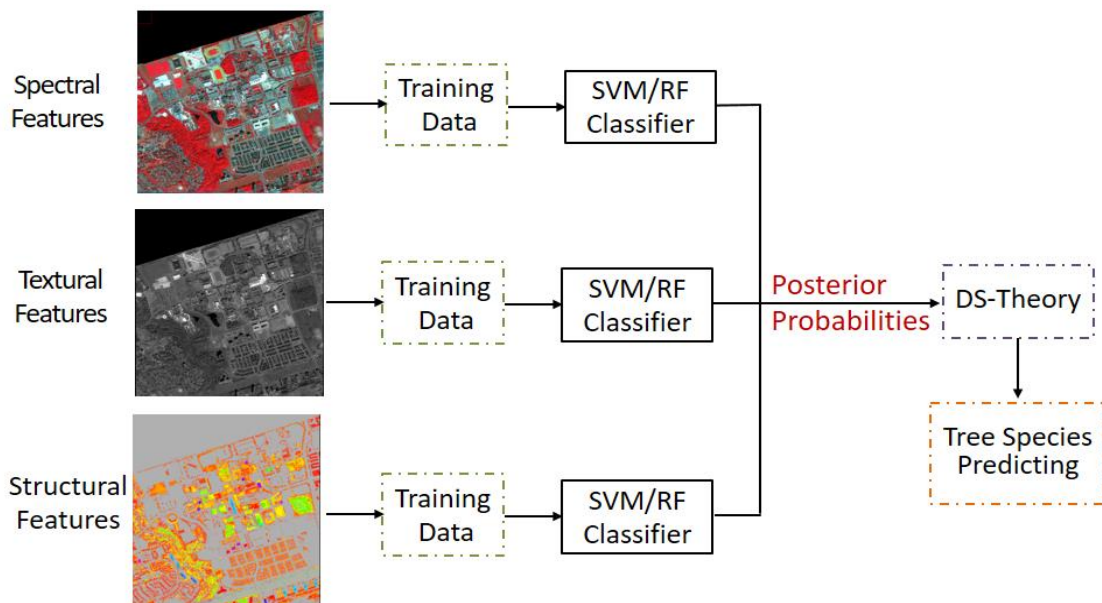 Spectral
Features
Training
Data
SVM/RF
Classifier
Textural
Features
Training
Data
SVM/RF
Classifier
Posterior
Probabilities
DS-Theory
Tree Species
Predicting
Structural
Features
Training
Data
SVM/RF
Classifier